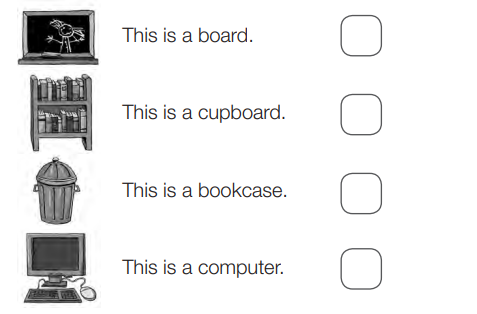 This is a board.
This is a cupboard.
This is a bookcase.
This is a computer.